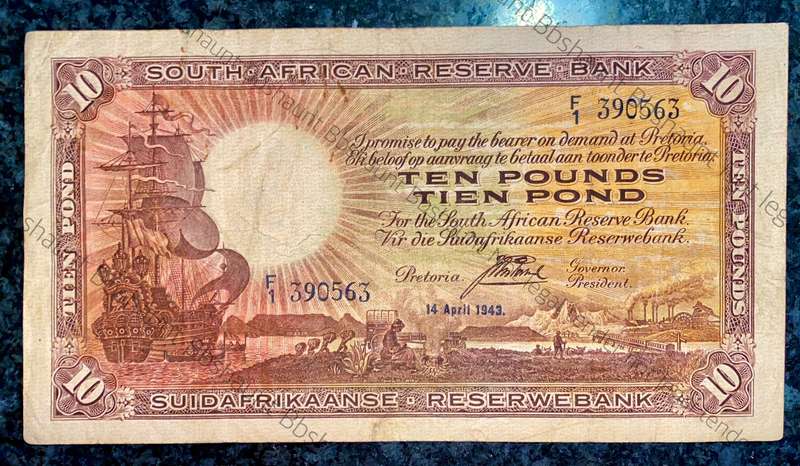 10
SOUTH·AFRICAN·RESERVE·BANK
10
F/1 390563
I promise to pay the bearer on demand at Pretoria.
Ek beloof op aanvraag te betaal aan toonder te Pretoria.
TEN POUNDS
TIEN POND
For the South African Reserve Bank.
Vir die Suidafrikaanse Reserwebank.
Pretoria.
Governor.
President.
F/1 390563
14 April 1943.
TIEN POND
TEN POUNDS
10
SUIDAFRIKAANSE·RESERWEBANK
10